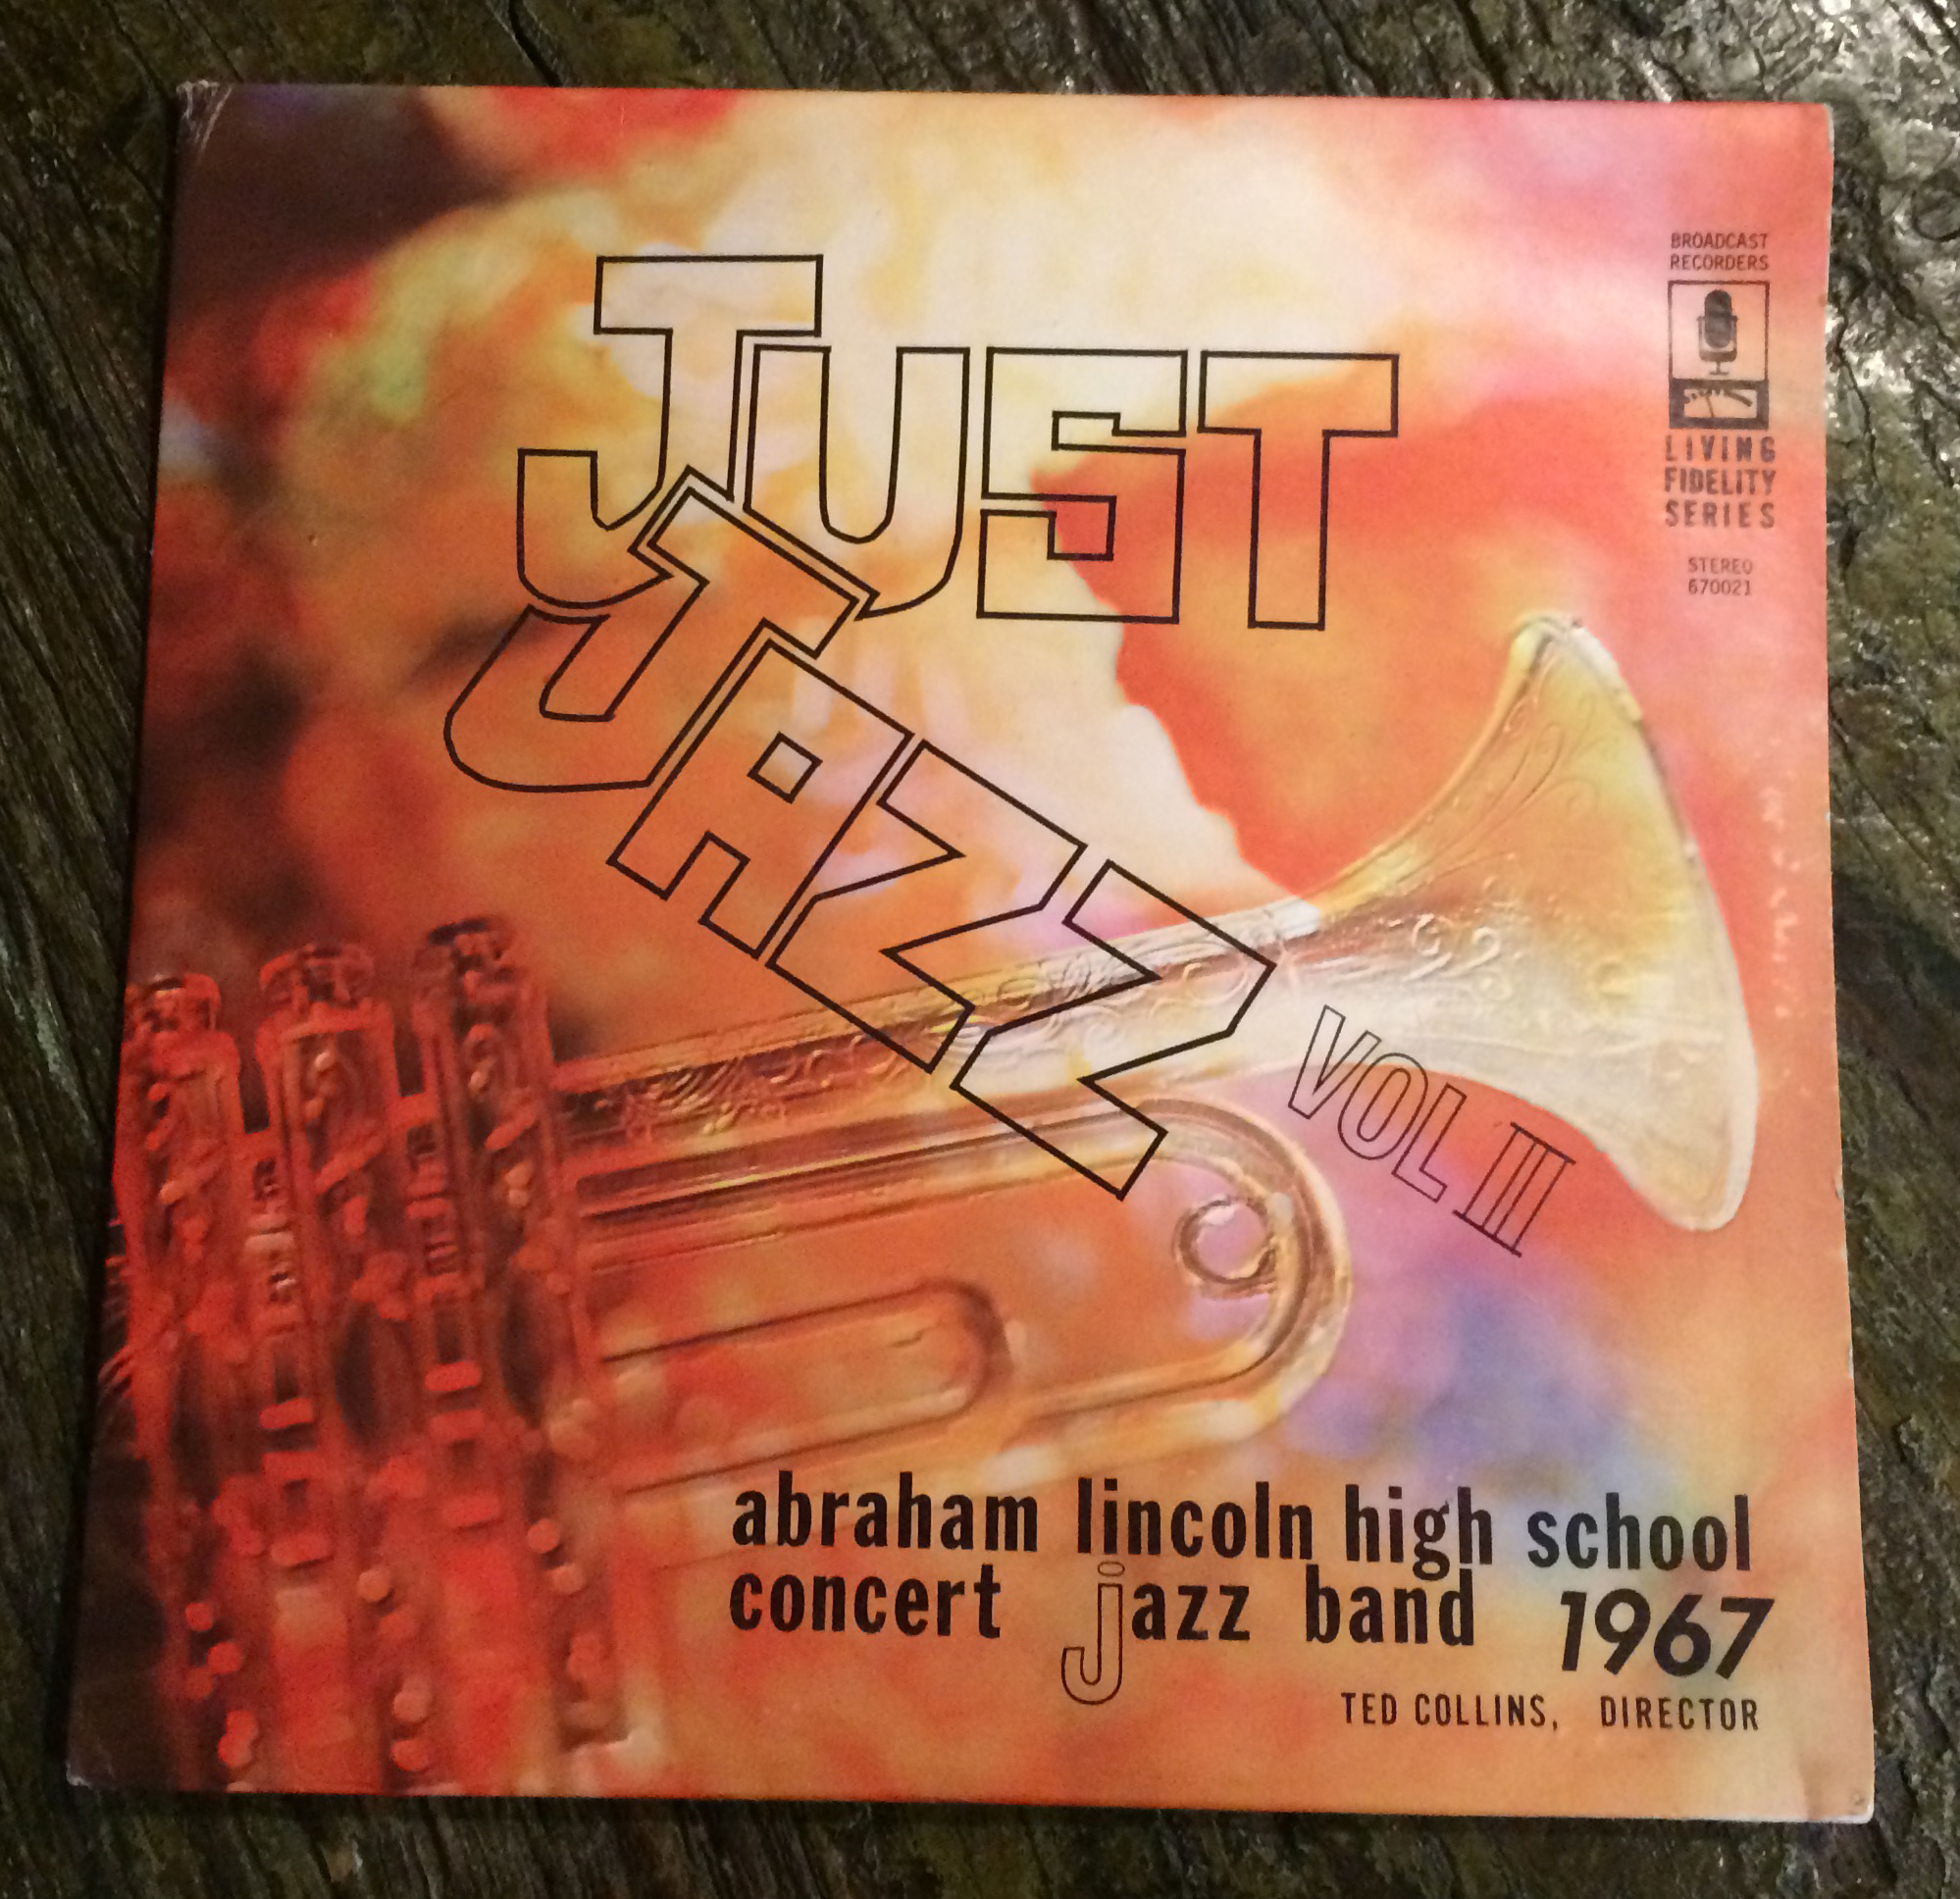 JUST
JAZZ
VOL III
BROADCAST
RECORDERS
LIVING
FIDELITY
SERIES
STEREO
670021
abraham lincoln high school
concert jazz band 1967
TED COLLINS, DIRECTOR